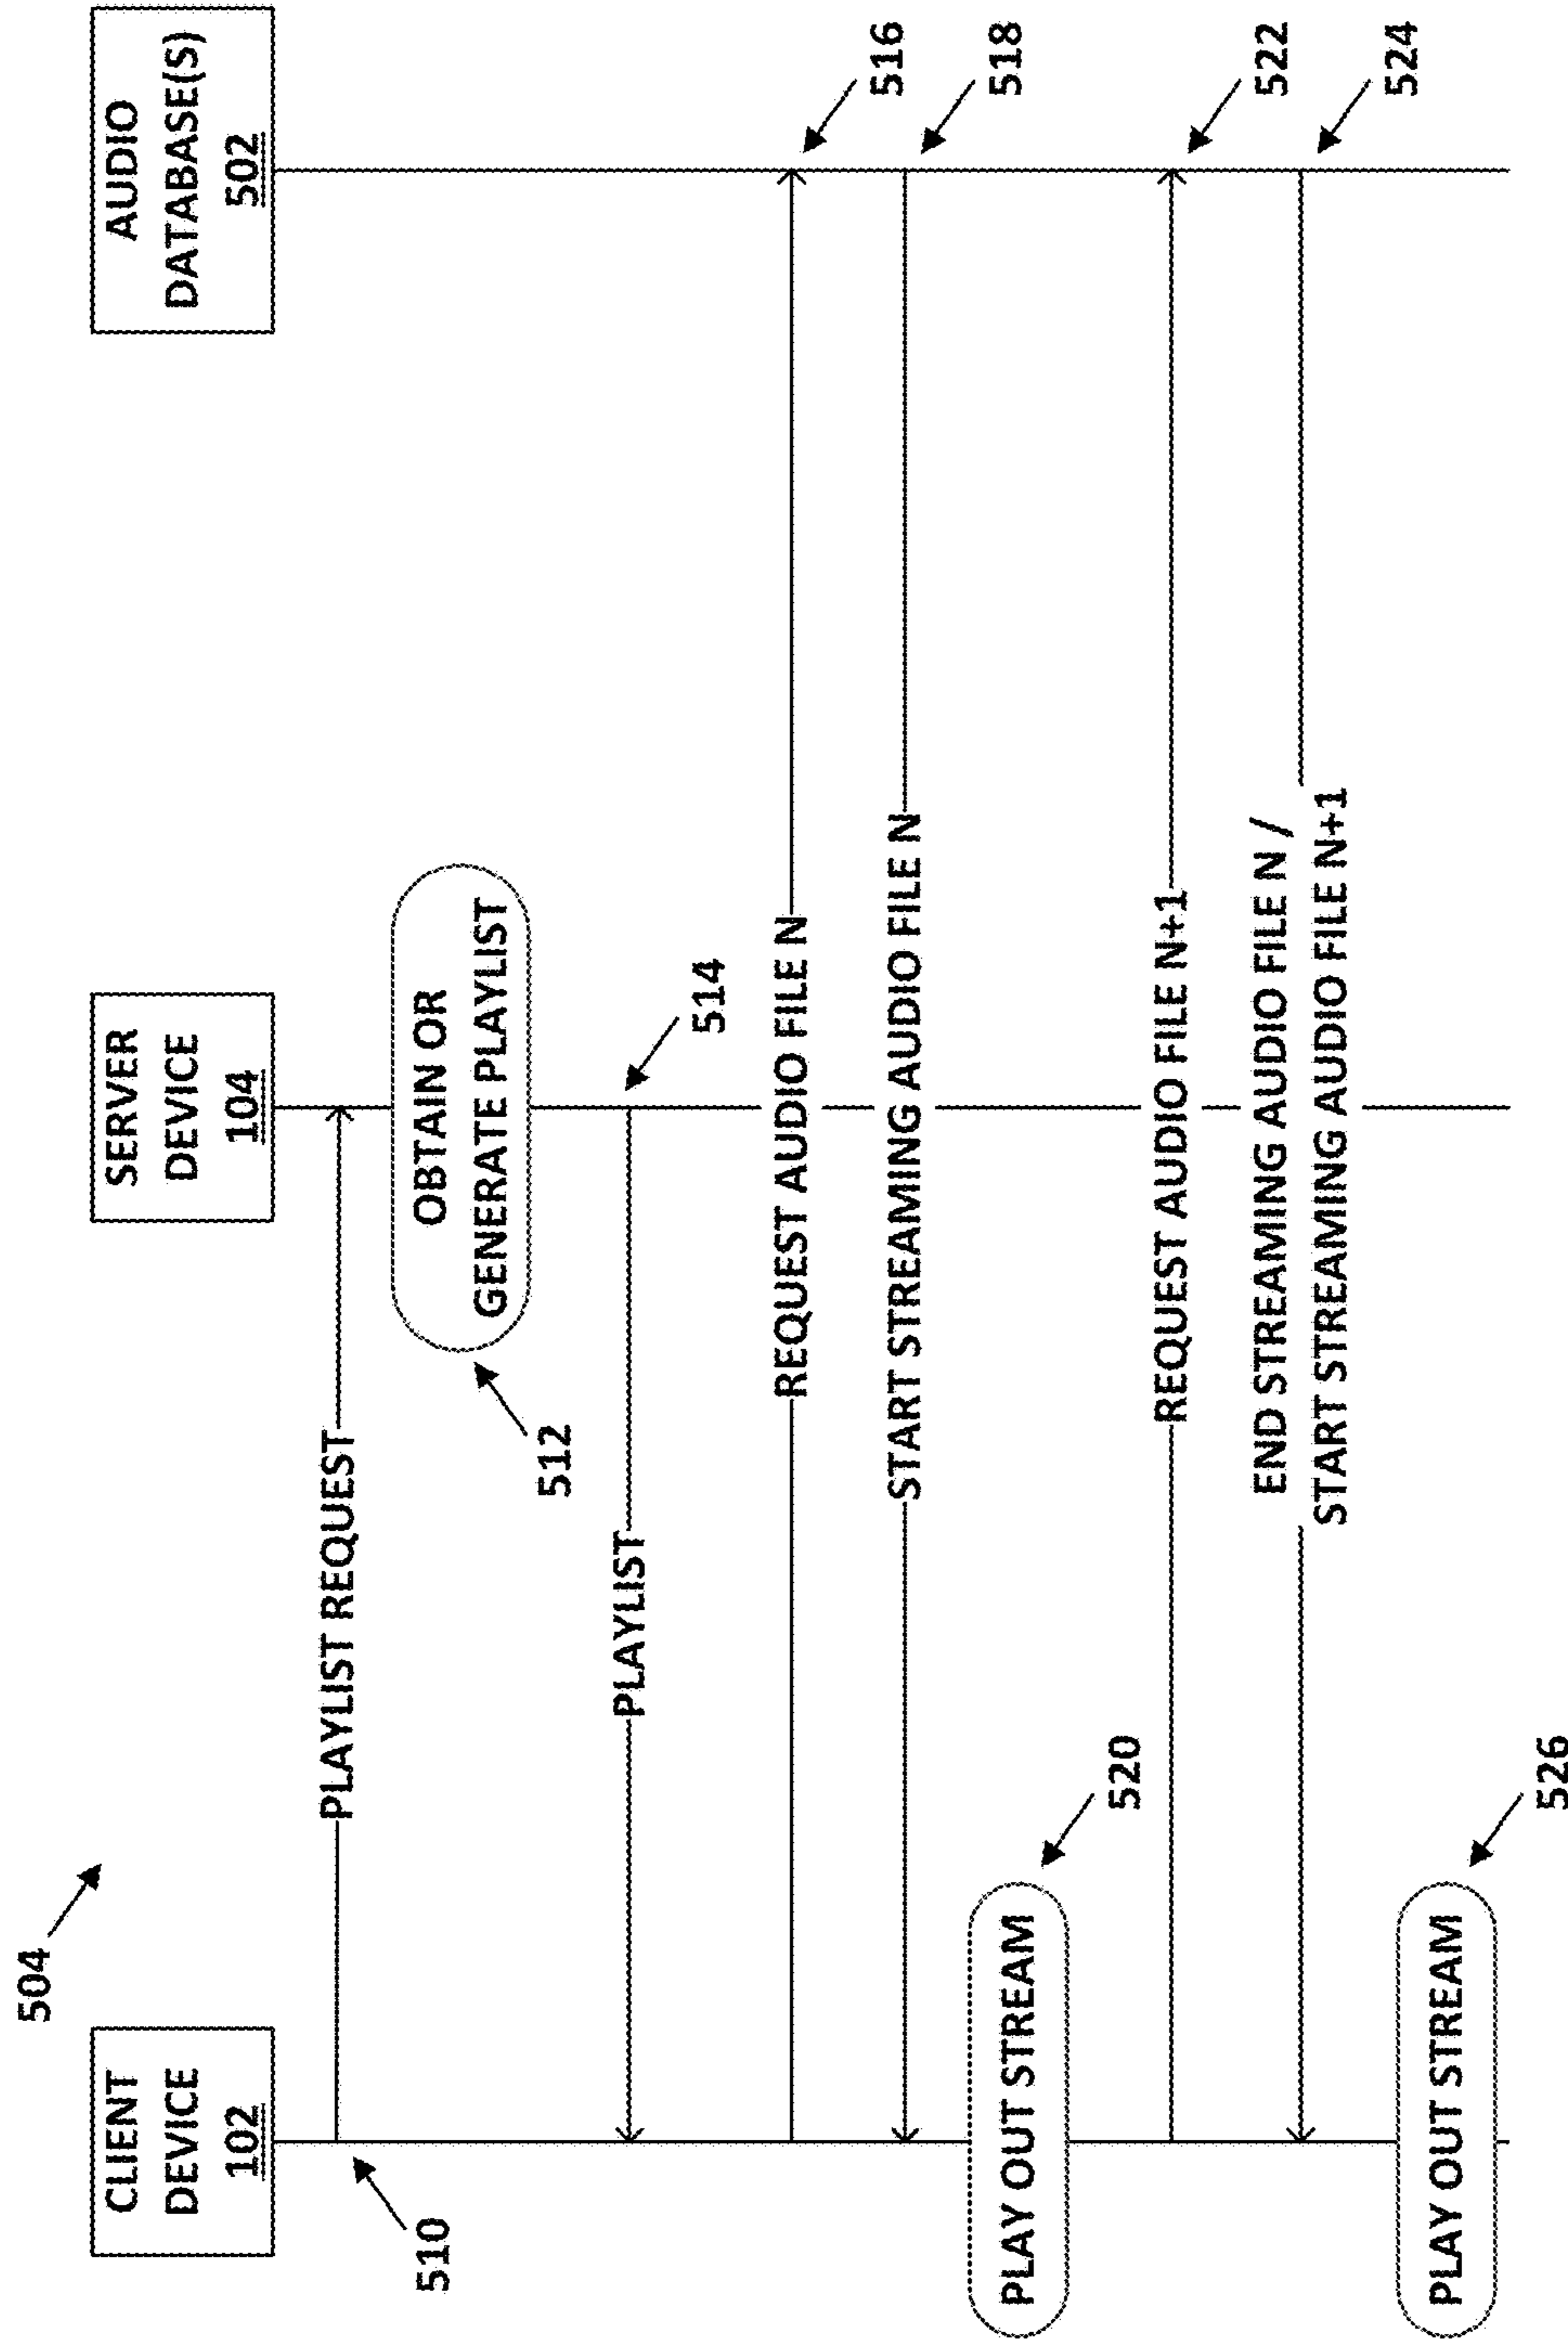 504
CLIENT
DEVICE
102
SERVER
DEVICE
104
AUDIO
DATABASE(S)
502
510
PLAYLIST REQUEST
512
OBTAIN OR
GENERATE PLAYLIST
PLAYLIST
514
REQUEST AUDIO FILE N
516
START STREAMING AUDIO FILE N
518
PLAY OUT STREAM
520
REQUEST AUDIO FILE N+1
522
END STREAMING AUDIO FILE N /
START STREAMING AUDIO FILE N+1
524
PLAY OUT STREAM
526